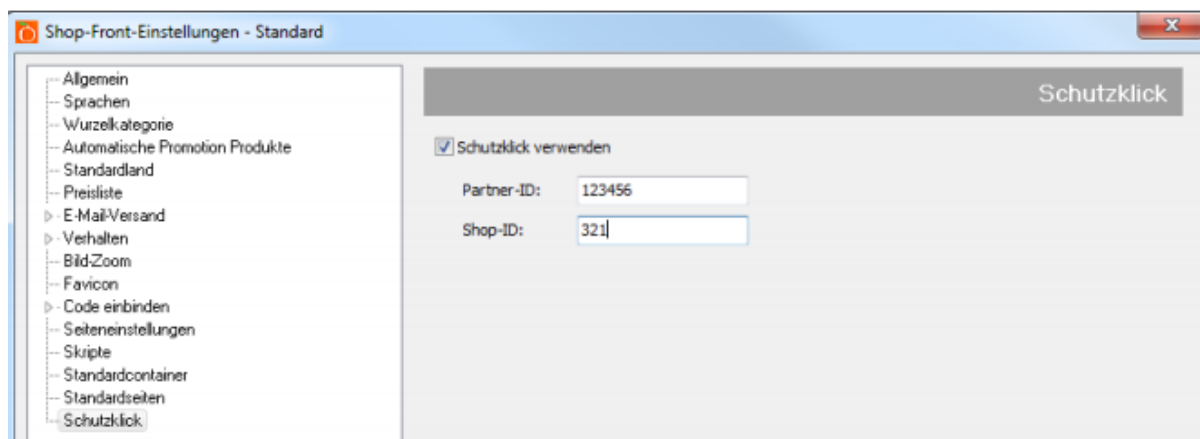 Shop-Front-Einstellungen - Standard
Allgemein
Sprachen
Wurzelkategorie
Automatische Promotion Produkte
Standardland
Preisliste
E-Mail-Versand
Verhalten
Bild-Zoom
Favicon
Code einbinden
Seiteneinstellungen
Skripte
Standardcontainer
Standardseiten
Schutzklick
Schutzklick
Schutzklick verwenden
Partner-ID: 123456
Shop-ID: 321